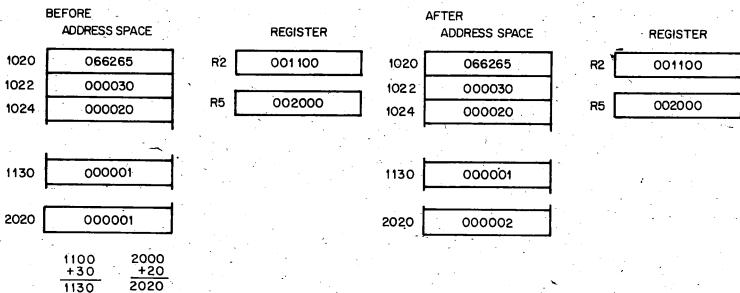 BEFORE
ADDRESS SPACE
REGISTER
1020 066265
1022 000030
1024 000020
R2 001100
R5 002000
1130 000001
2020 000001
1100
+30
1130
2000
+20
2020
AFTER
ADDRESS SPACE
REGISTER
1020 066265
1022 000030
1024 000020
R2 001100
R5 002000
1130 000001
2020 000002